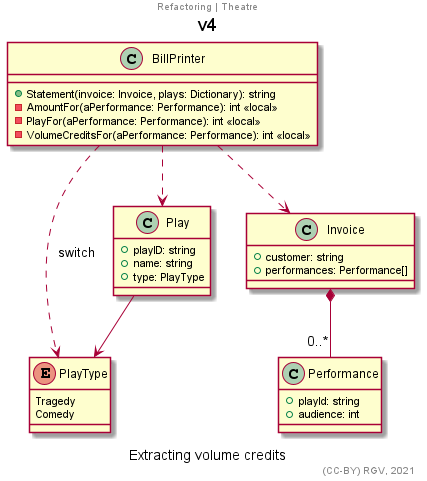 Refactoring | Theatre
v4
C BillPrinter
Statement(invoice: Invoice, plays: Dictionary): string
AmountFor(aPerformance: Performance): int «local»
PlayFor(aPerformance: Performance): int «local»
VolumeCreditsFor(aPerformance: Performance): int «local»
switch
C Play
playID: string
name: string
type: PlayType
C Invoice
customer: string
performances: Performance[]
0..*
E PlayType
Tragedy
Comedy
C Performance
playId: string
audience: int
Extracting volume credits
(CC-BY) RGV, 2021